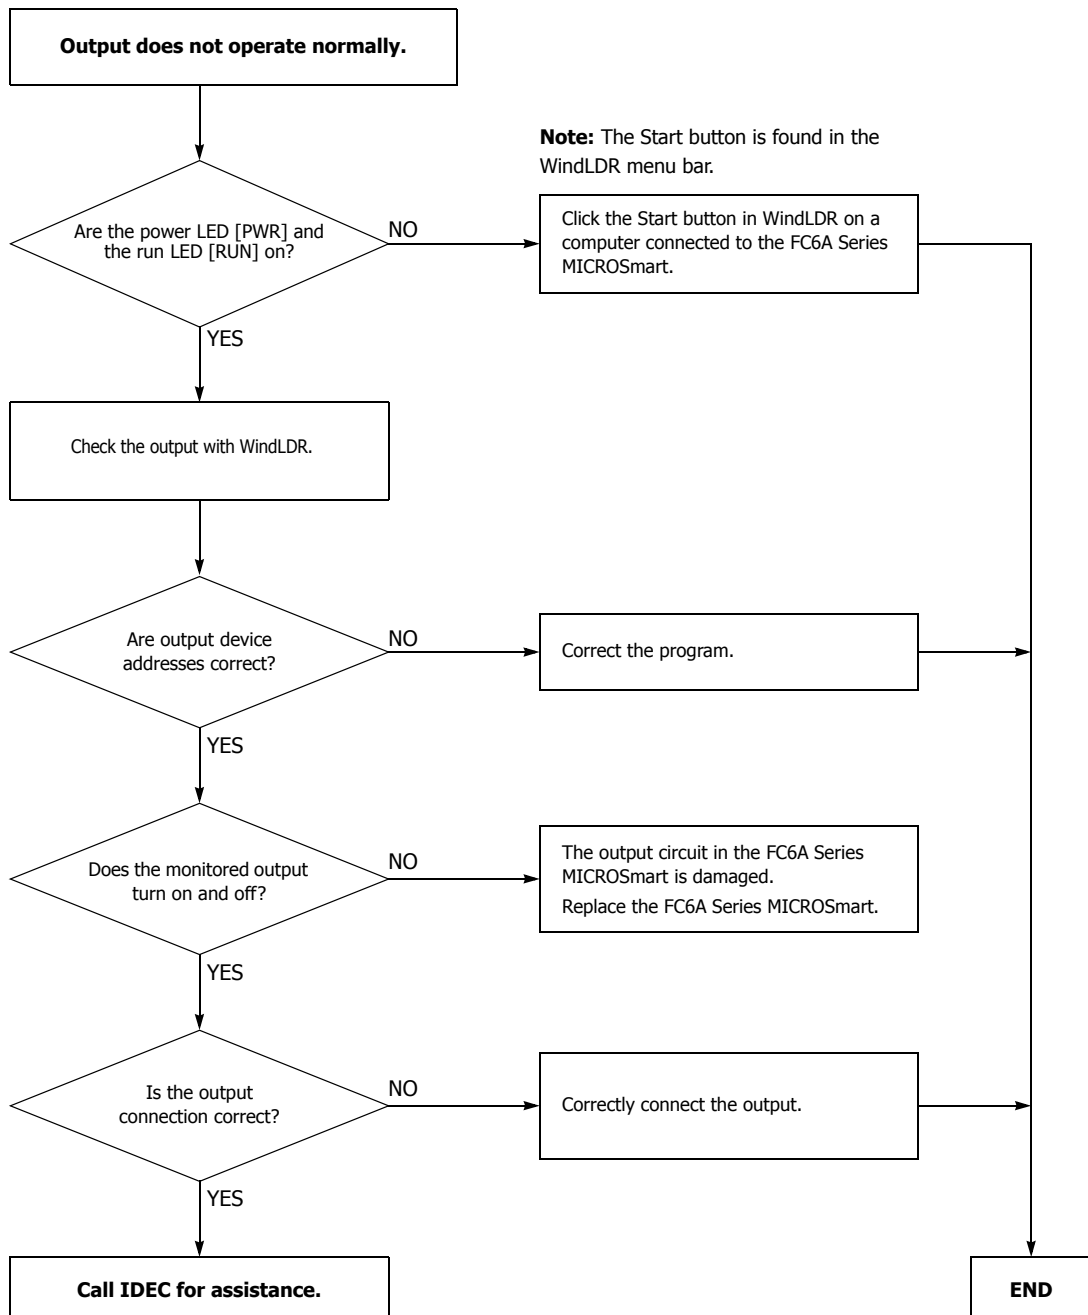 Output does not operate normally.
Note: The Start button is found in the
WindLDR menu bar.
Are the power LED [PWR] and
the run LED [RUN] on?
NO
Click the Start button in WindLDR on a
computer connected to the FC6A Series
MICROSmart.
YES
Check the output with WindLDR.
Are output device
addresses correct?
NO
Correct the program.
YES
Does the monitored output
turn on and off?
NO
The output circuit in the FC6A Series
MICROSmart is damaged.
Replace the FC6A Series MICROSmart.
YES
Is the output
connection correct?
NO
Correctly connect the output.
YES
Call IDEC for assistance.
END